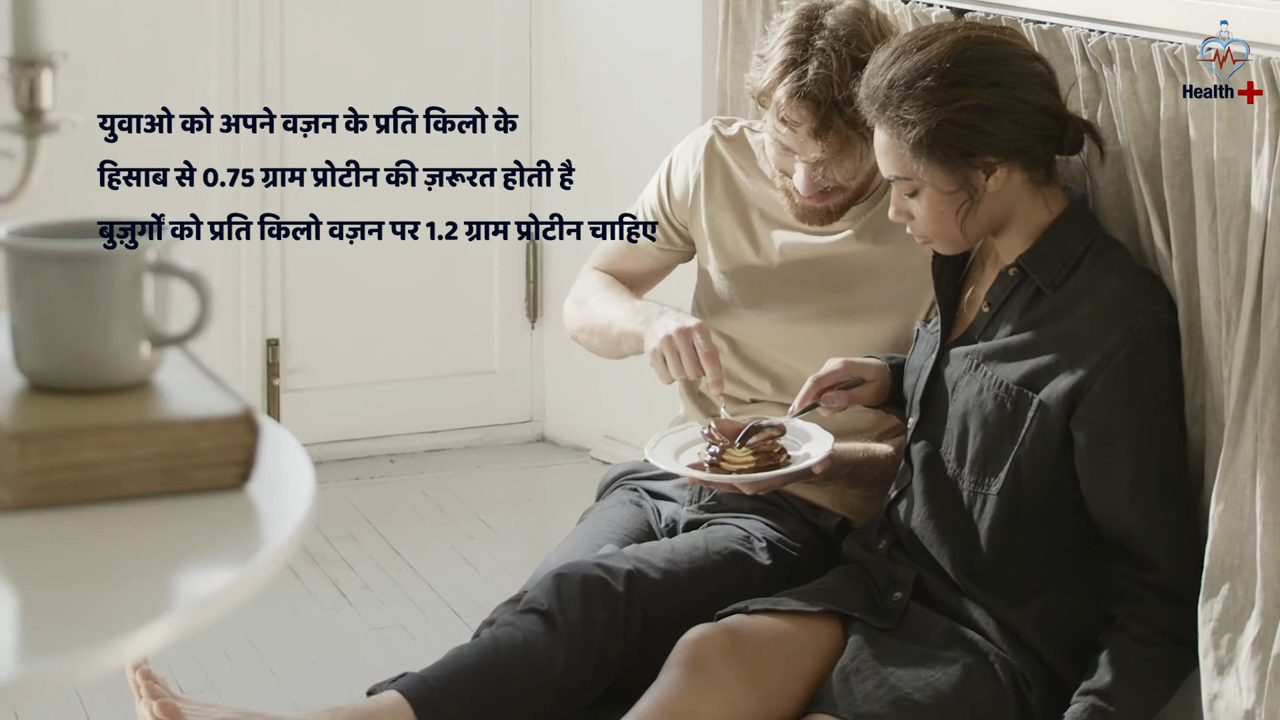 युवाओ को अपने वज़न के प्रति किलो के
हिसाब से 0.75 ग्राम प्रोटीन की ज़रूरत होती है
बुज़ुर्गों को प्रति किलो वज़न पर 1.2 ग्राम प्रोटीन चाहिए
Health